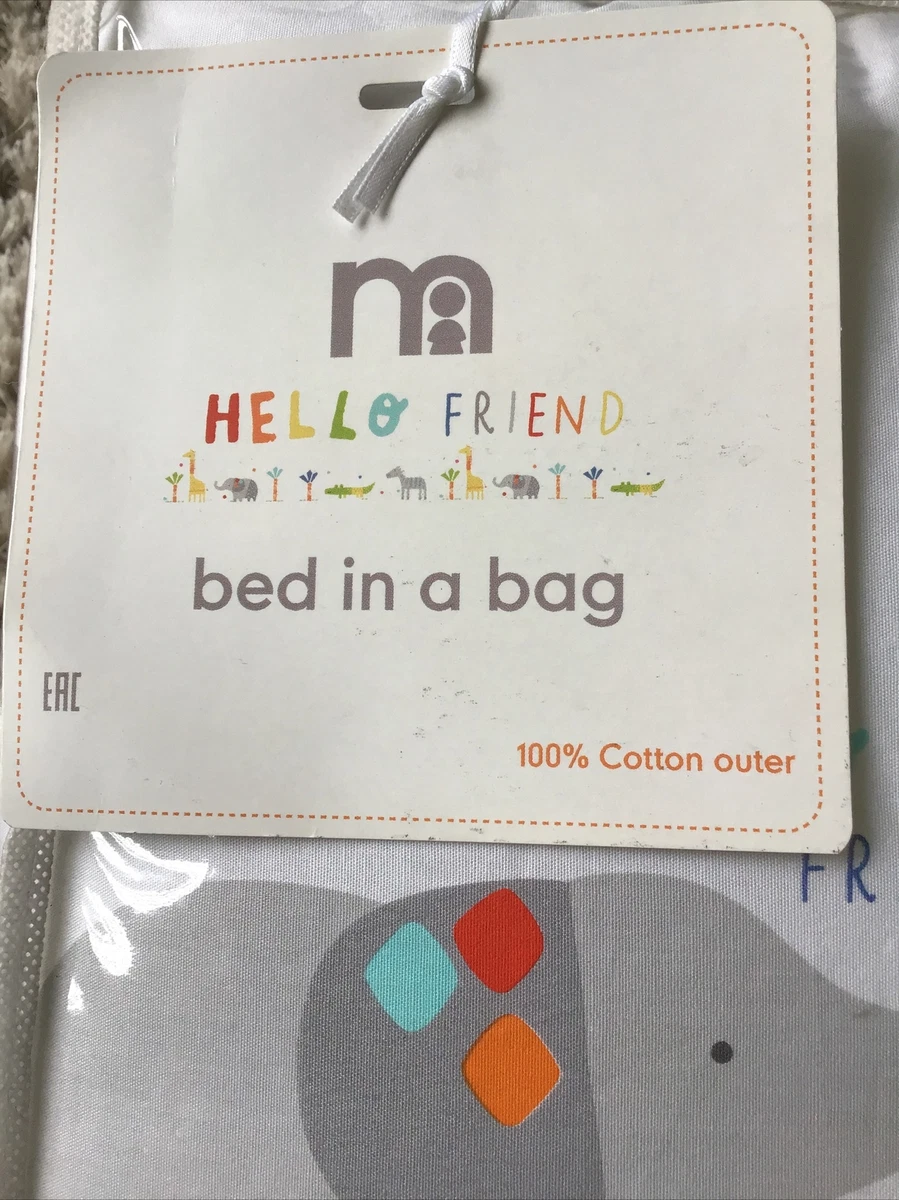 m
HELLO FRIEND
bed in a bag
EAC
100% Cotton outer
FR